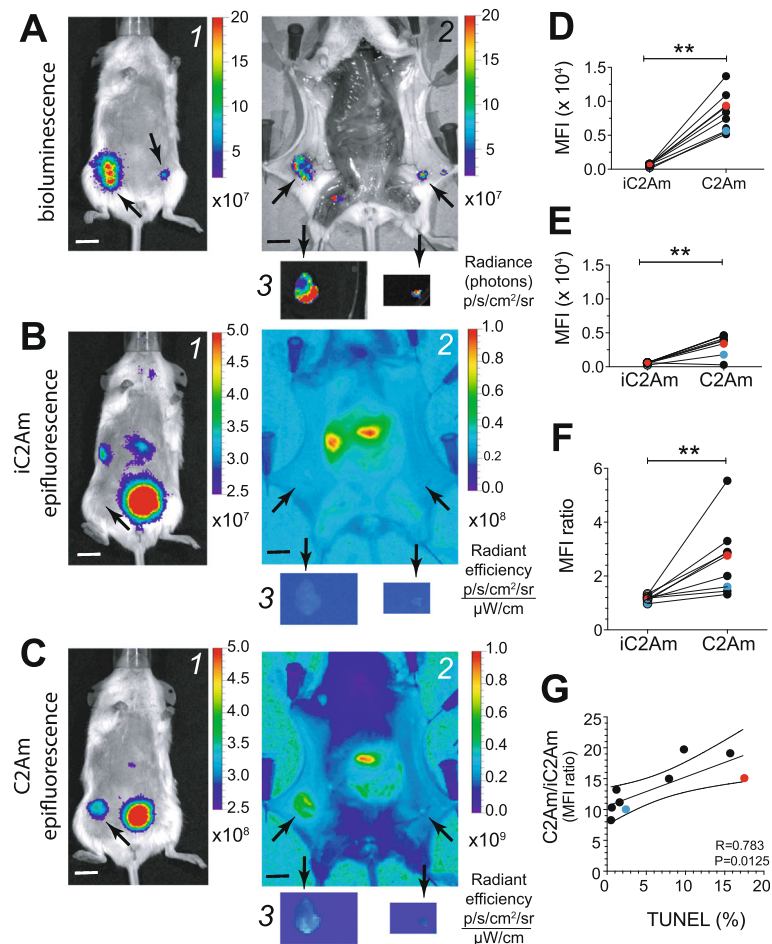 A
bioluminescence
1
20
15
10
5
x10⁷
2
20
15
10
5
x10⁷
3
Radiance
(photons)
p/s/cm²/sr
B
iC2Am
epifluorescence
1
5.0
4.5
4.0
3.5
3.0
2.5
x10⁷
2
1.0
0.8
0.6
0.4
0.2
0.0
x10⁸
3
Radiant
efficiency
p/s/cm²/sr
µW/cm
C
C2Am
epifluorescence
1
5.0
4.5
4.0
3.5
3.0
2.5
x10⁸
2
4.0
3.0
2.0
1.0
x10⁹
3
Radiant
efficiency
p/s/cm²/sr
µW/cm
D
**
MFI (x 10⁴)
1.5
1.0
0.5
0.0
iC2Am C2Am
E
**
MFI (x 10⁴)
1.5
1.0
0.5
0.0
iC2Am C2Am
F
**
MFI ratio
6
4
2
0
iC2Am C2Am
G
C2Am/iC2Am
(MFI ratio)
25
20
15
10
5
0
R=0.783
P=0.0125
0 5 10 15 20
TUNEL (%)